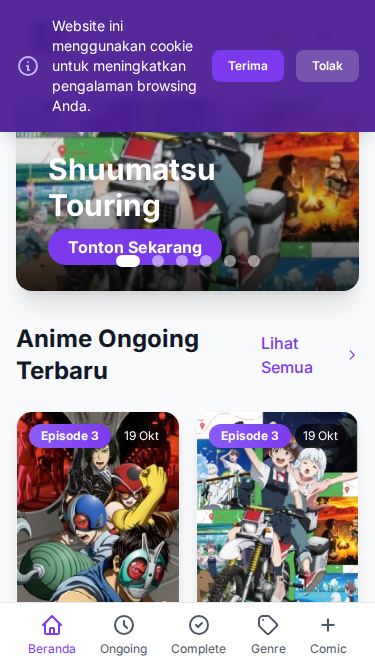 Website ini
menggunakan cookie
untuk meningkatkan
pengalaman browsing
Anda.
Terima
Tolak
Shuumatsu
Touring
Tonton Sekarang
Anime Ongoing
Terbaru
Lihat
Semua
Episode 3
19 Okt
Episode 3
19 Okt
Beranda
Ongoing
Complete
Genre
Comic